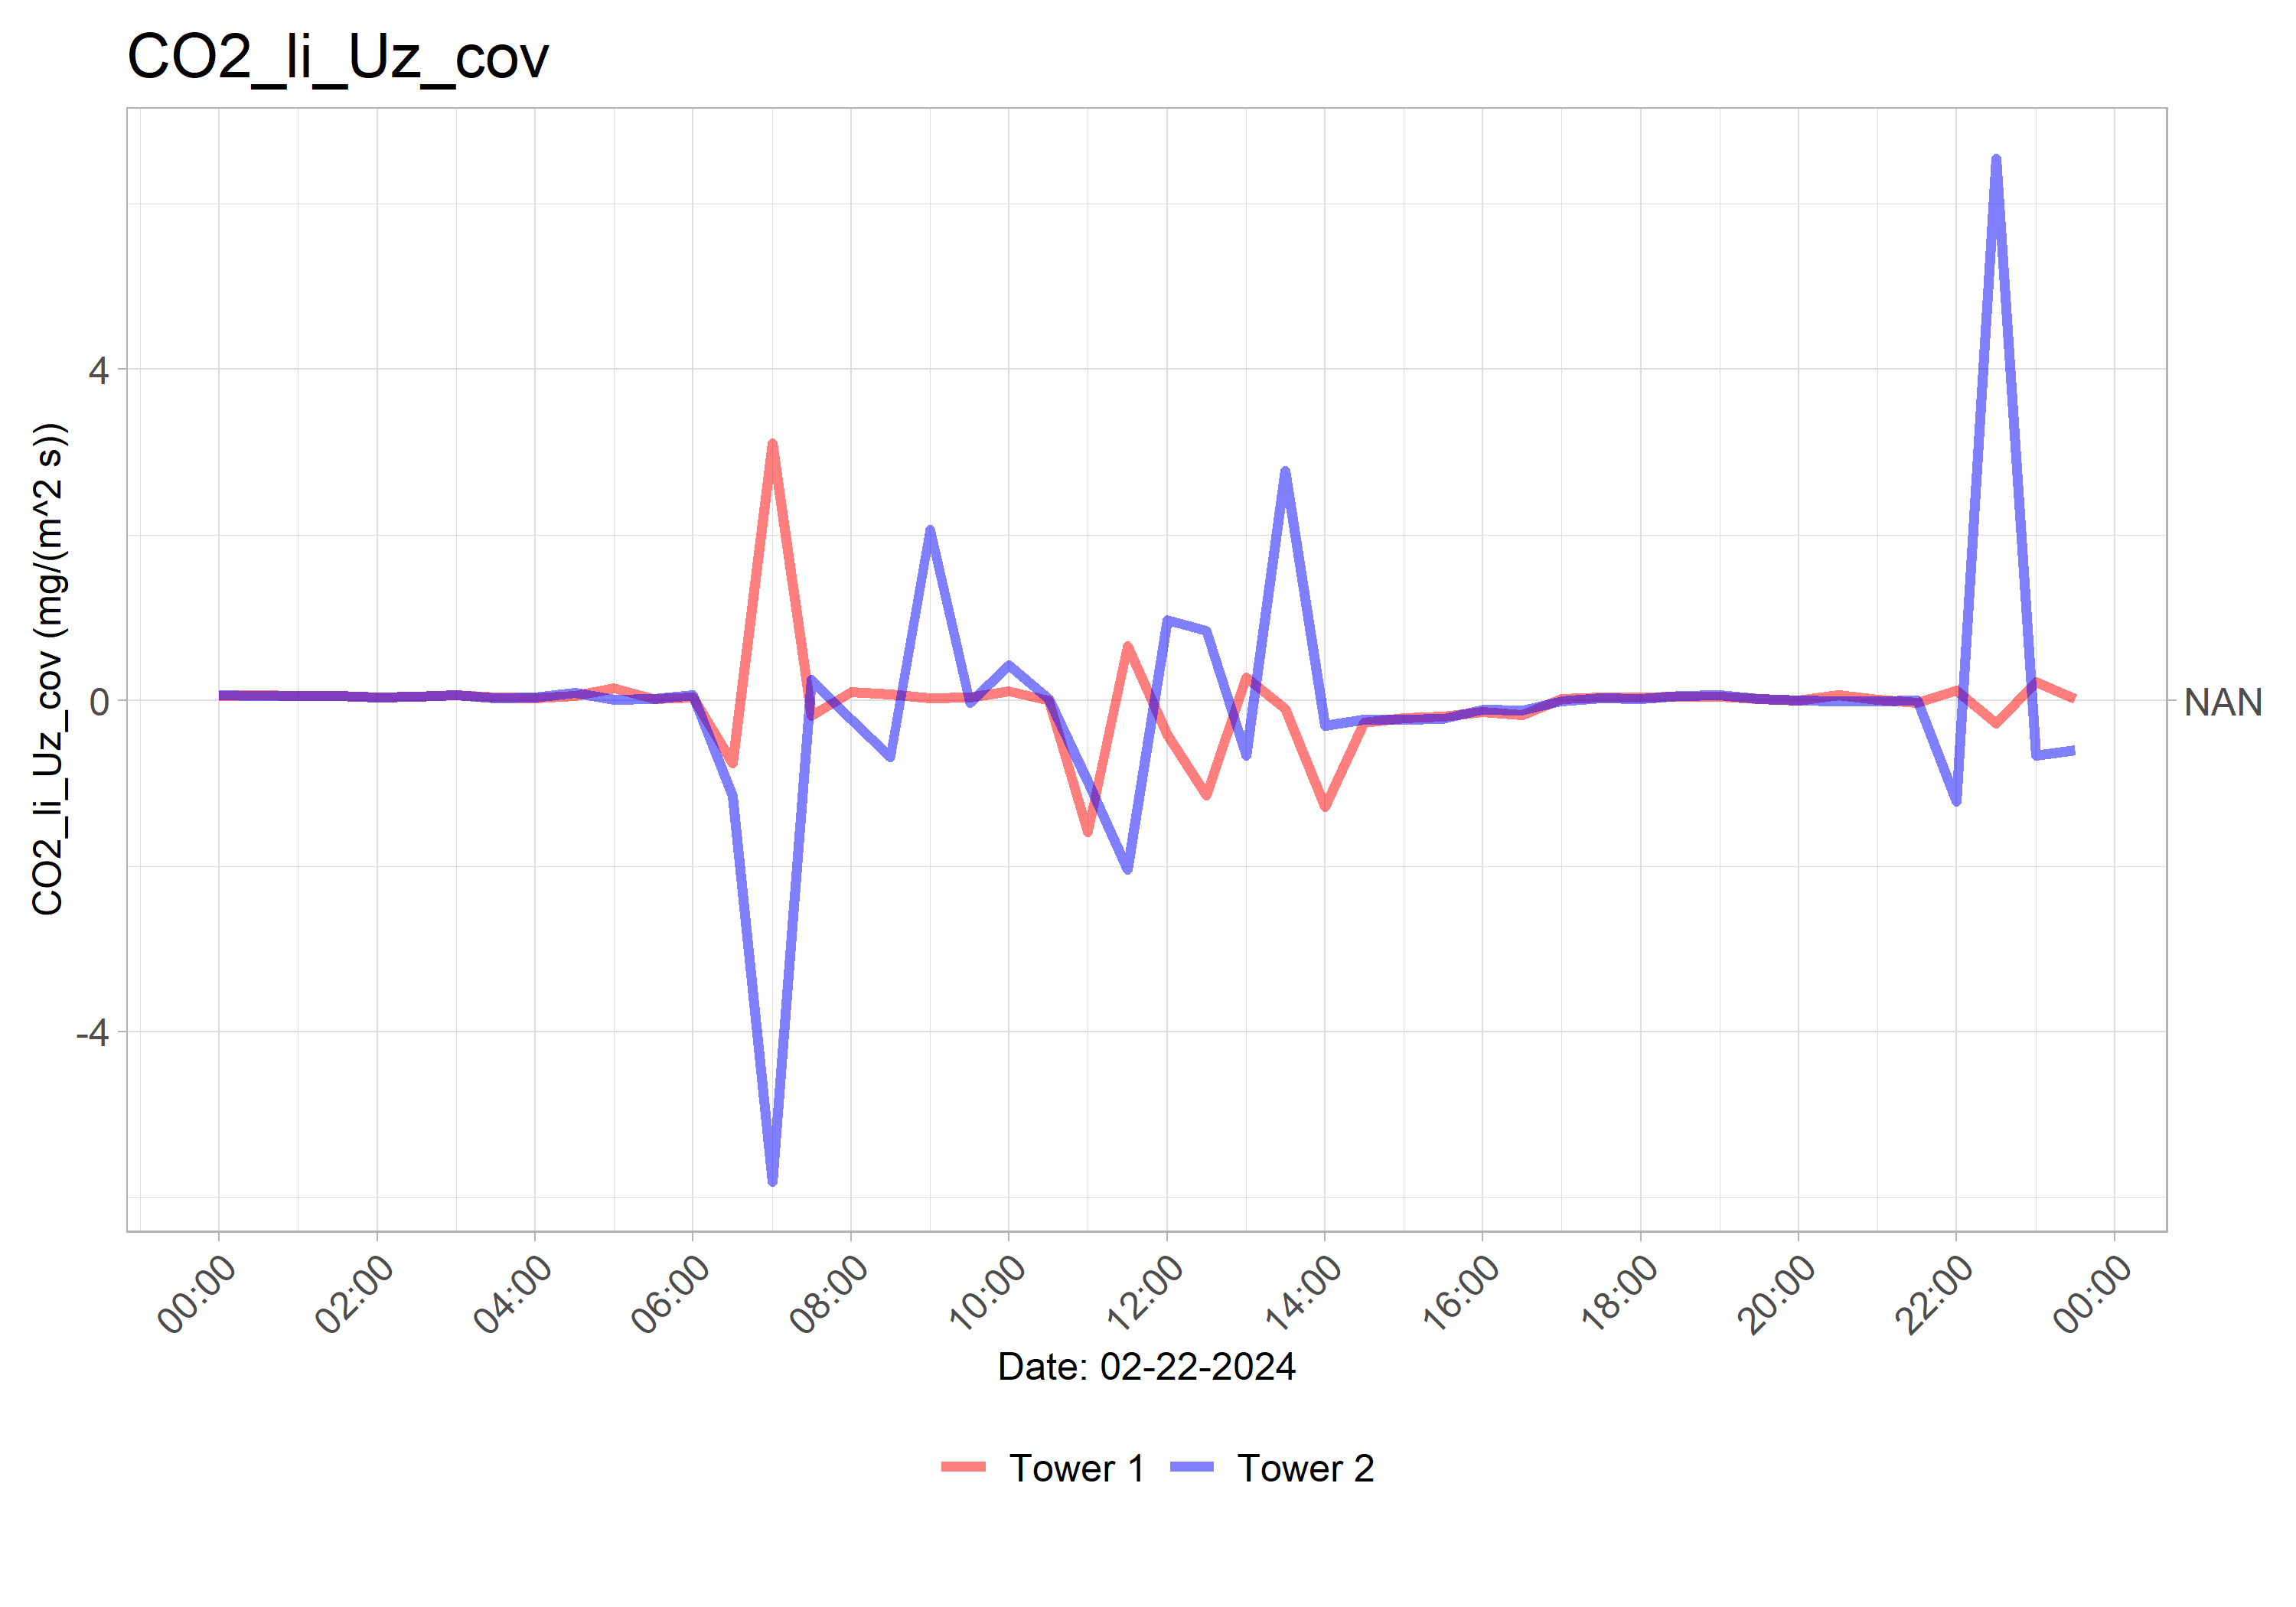 CO2_li_Uz_cov
CO2_li_Uz_cov (mg/(m^2 s))
4
0
-4
NAN
00:00 02:00 04:00 06:00 08:00 10:00 12:00 14:00 16:00 18:00 20:00 22:00 00:00
Date: 02-22-2024
Tower 1 Tower 2